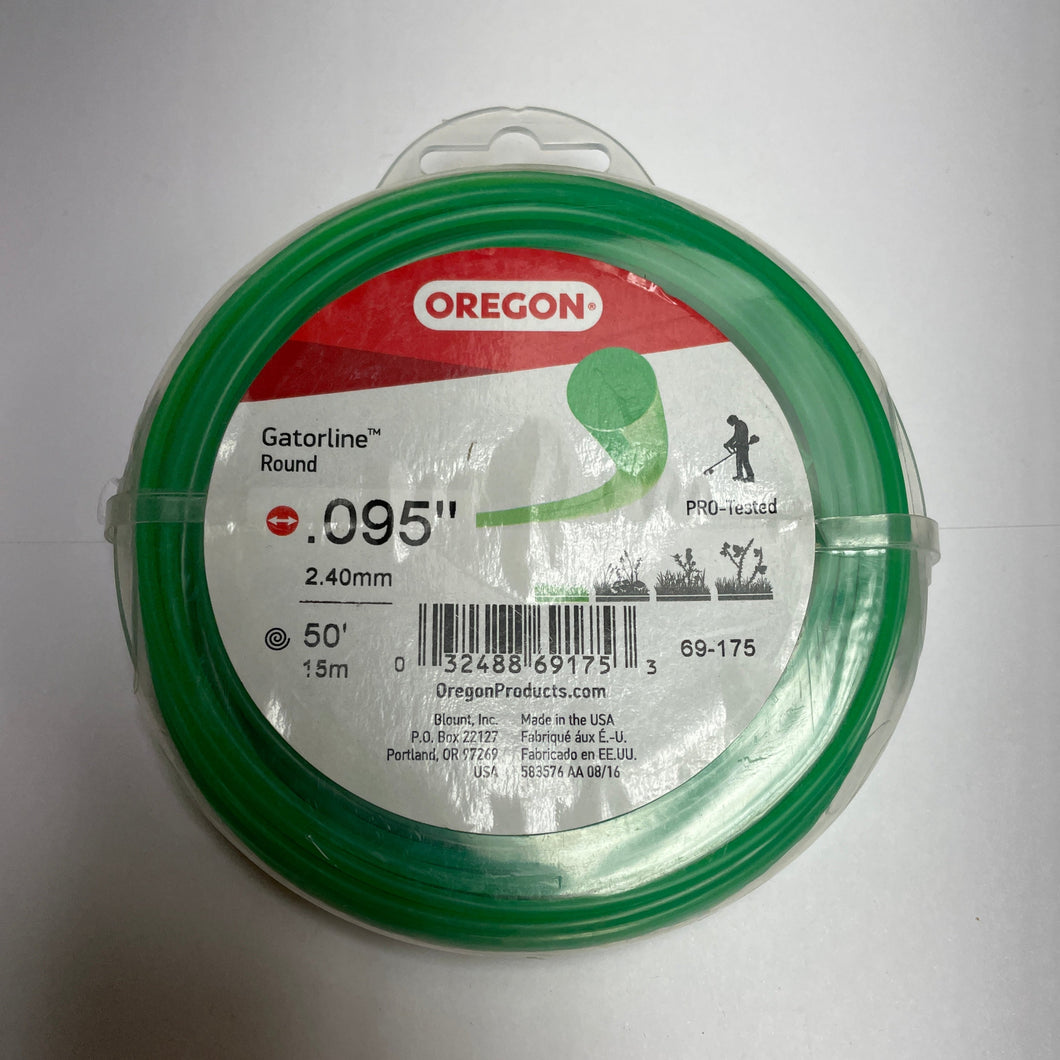 OREGON®
Gatorline™
Round
.095"
2.40mm
PRO-Tested
50'
15m
0 32488 69175 3
69-175
OregonProducts.com
Blount, Inc.
P.O. Box 22127
Portland, OR 97269
USA
Made in the USA
Fabriqué áux É.-U.
Fabricado en EE.UU.
583576 AA 08/16